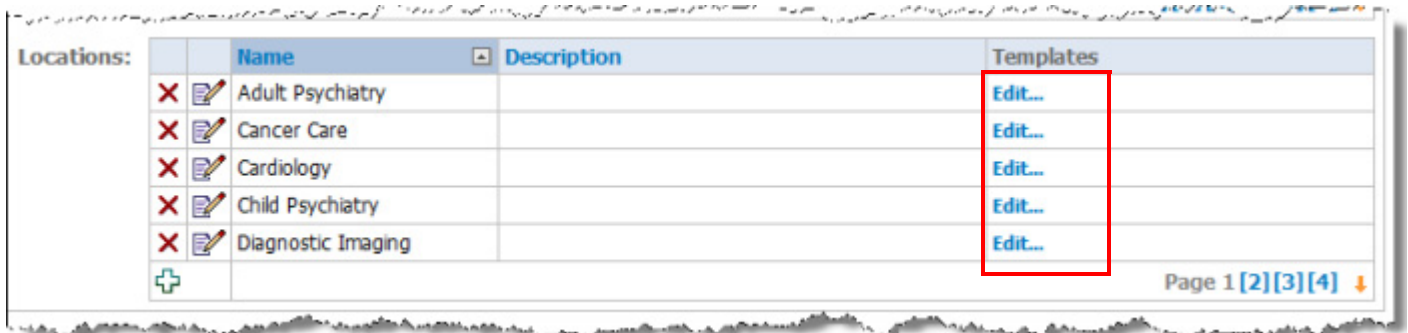 Locations: Name Description Templates
Adult Psychiatry Edit...
Cancer Care Edit...
Cardiology Edit...
Child Psychiatry Edit...
Diagnostic Imaging Edit...
Page 1 [2] [3] [4]